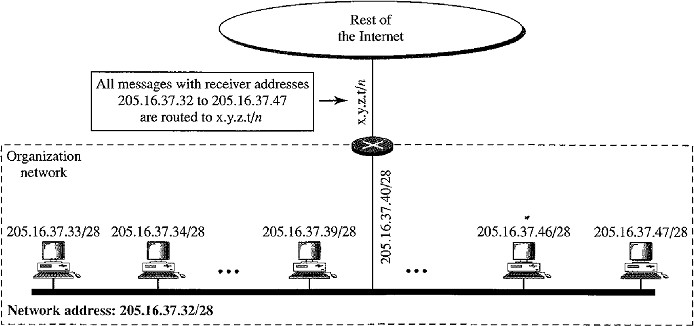 Rest of
the Internet
All messages with receiver addresses
205.16.37.32 to 205.16.37.47
are routed to x.y.z.t/n
x.y.z.t/n
Organization
network
205.16.37.40/28
205.16.37.33/28
205.16.37.34/28
205.16.37.39/28
205.16.37.46/28
205.16.37.47/28
Network address: 205.16.37.32/28